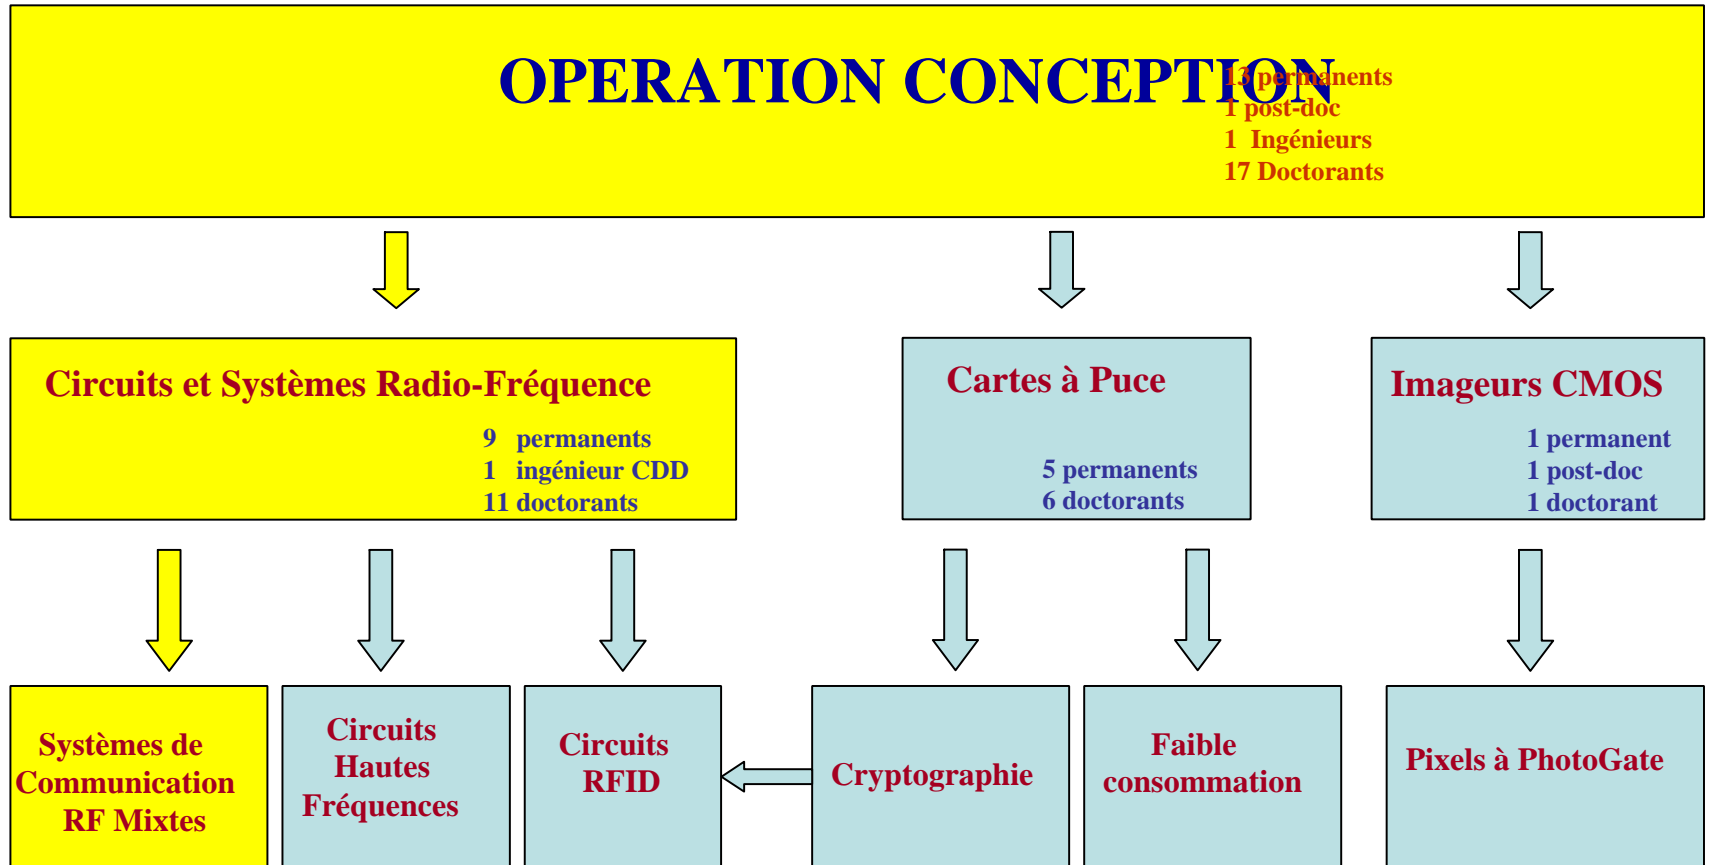 OPERATION CONCEPTION
13 permanents
1 post-doc
1 Ingénieurs
17 Doctorants
Circuits et Systèmes Radio-Fréquence
9 permanents
1 ingénieur CDD
11 doctorants
Cartes à Puce
5 permanents
6 doctorants
Imageurs CMOS
1 permanent
1 post-doc
1 doctorant
Systèmes de
Communication
RF Mixtes
Circuits
Hautes
Fréquences
Circuits
RFID
Cryptographie
Faible
consommation
Pixels à PhotoGate